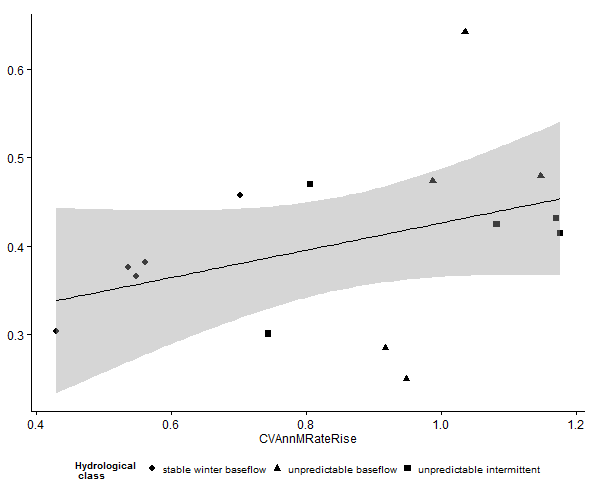 0.6
0.5
0.4
0.3
0.4 0.6 0.8 1.0 1.2
CVAnnMRateRise
Hydrological
class
stable winter baseflow unpredictable baseflow unpredictable intermittent